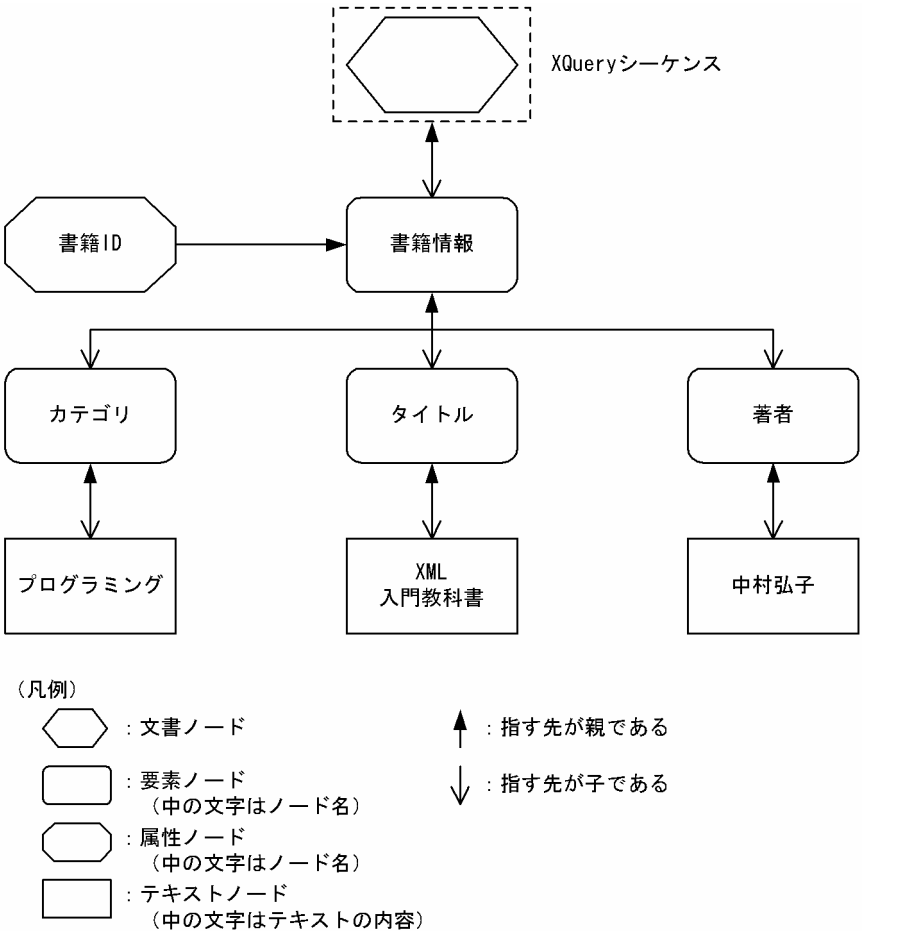 XQueryシーケンス
書籍ID
書籍情報
カテゴリ
タイトル
著者
プログラミング
XML
入門教科書
中村弘子
（凡例）
：文書ノード
：指す先が親である
：要素ノード
（中の文字はノード名）
：指す先が子である
：属性ノード
（中の文字はノード名）
：テキストノード
（中の文字はテキストの内容）